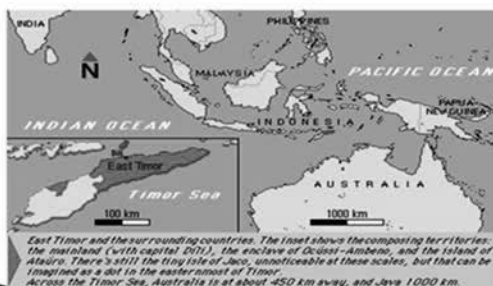 INDIA
PHILIPPINES
N
MALAYSIA
PACIFIC OCEAN
PAPUA-
NEW GUINEA
INDIAN OCEAN
INDONESIA
Dili
East Timor
Timor Sea
AUSTRALIA
100 km
1000 km
East Timor and the surrounding countries. The inset shows the composing territories:
the mainland (with capital Díli), the enclave of Ocússi-Ambeno, and the island of
Ataúro. There's still the tiny isle of Jaco, unnoticeable at these scales, but that can be
imagined as a dot in the easternmost of Timor.
Across the Timor Sea, Australia is at about 450 km away, and Java 1000 km.